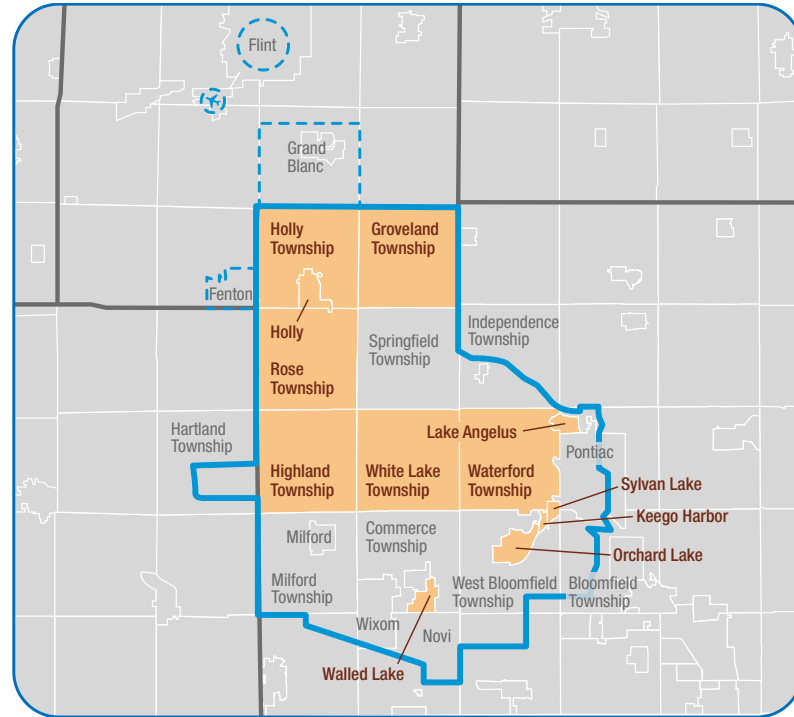 Flint
Grand
Blanc
Holly
Township
Groveland
Township
Fenton
Holly
Independence
Township
Springfield
Township
Rose
Township
Hartland
Township
Lake Angelus
Pontiac
Highland
Township
White Lake
Township
Waterford
Township
Sylvan Lake
Keego Harbor
Milford
Commerce
Township
Orchard Lake
Milford
Township
West Bloomfield
Township
Bloomfield
Township
Wixom
Novi
Walled Lake